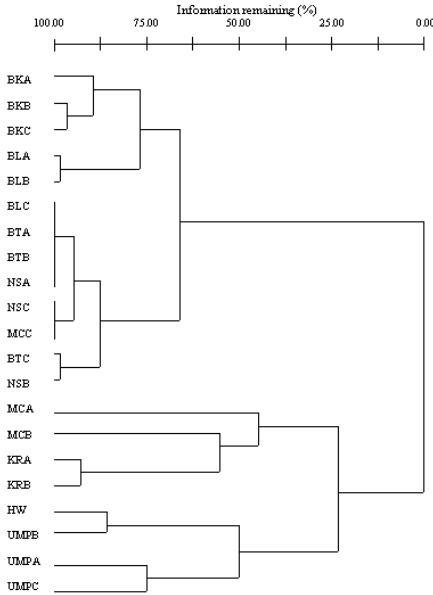 Information remaining (%)
100.00 75.00 50.00 25.00 0.00
BKA
BKB
BKC
BLA
BLB
BLC
BTA
BTB
NSA
NSC
MCC
BTC
NSB
MCA
MCB
KRA
KRB
HW
UMPB
UMPA
UMPC